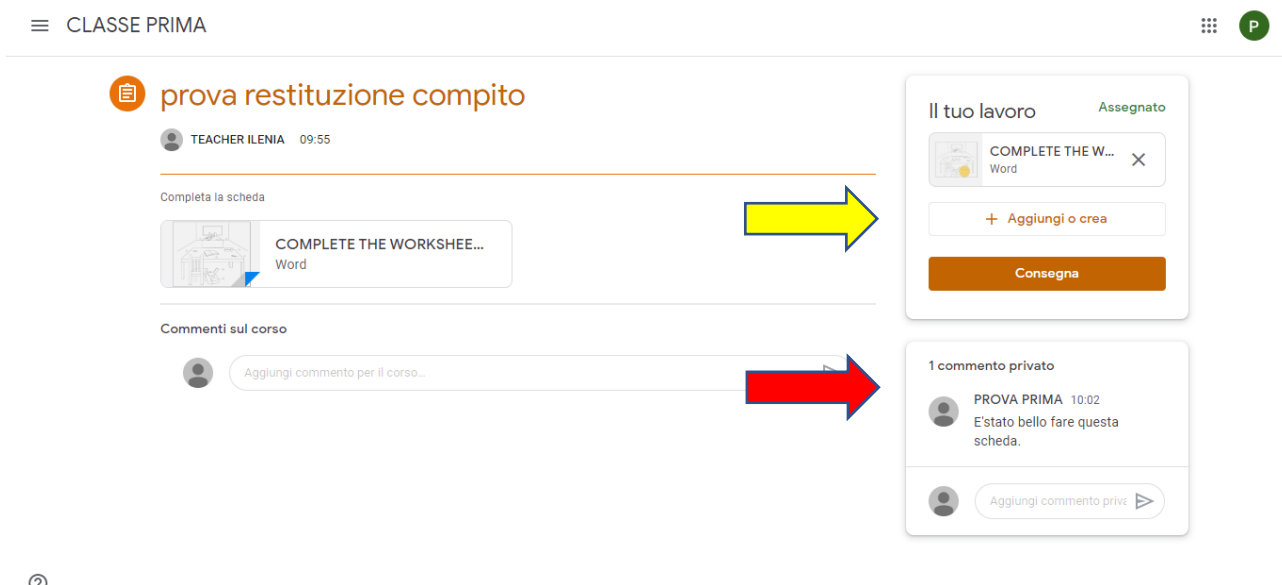 CLASSE PRIMA
P
prova restituzione compito
TEACHER ILENIA 09:55
Completa la scheda
COMPLETE THE WORKSHEE...
Word
Commenti sul corso
Aggiungi commento per il corso...
Il tuo lavoro
Assegnato
COMPLETE THE W...
Word
+ Aggiungi o crea
Consegna
1 commento privato
PROVA PRIMA 10:02
E'stato bello fare questa
scheda.
Aggiungi commento priva